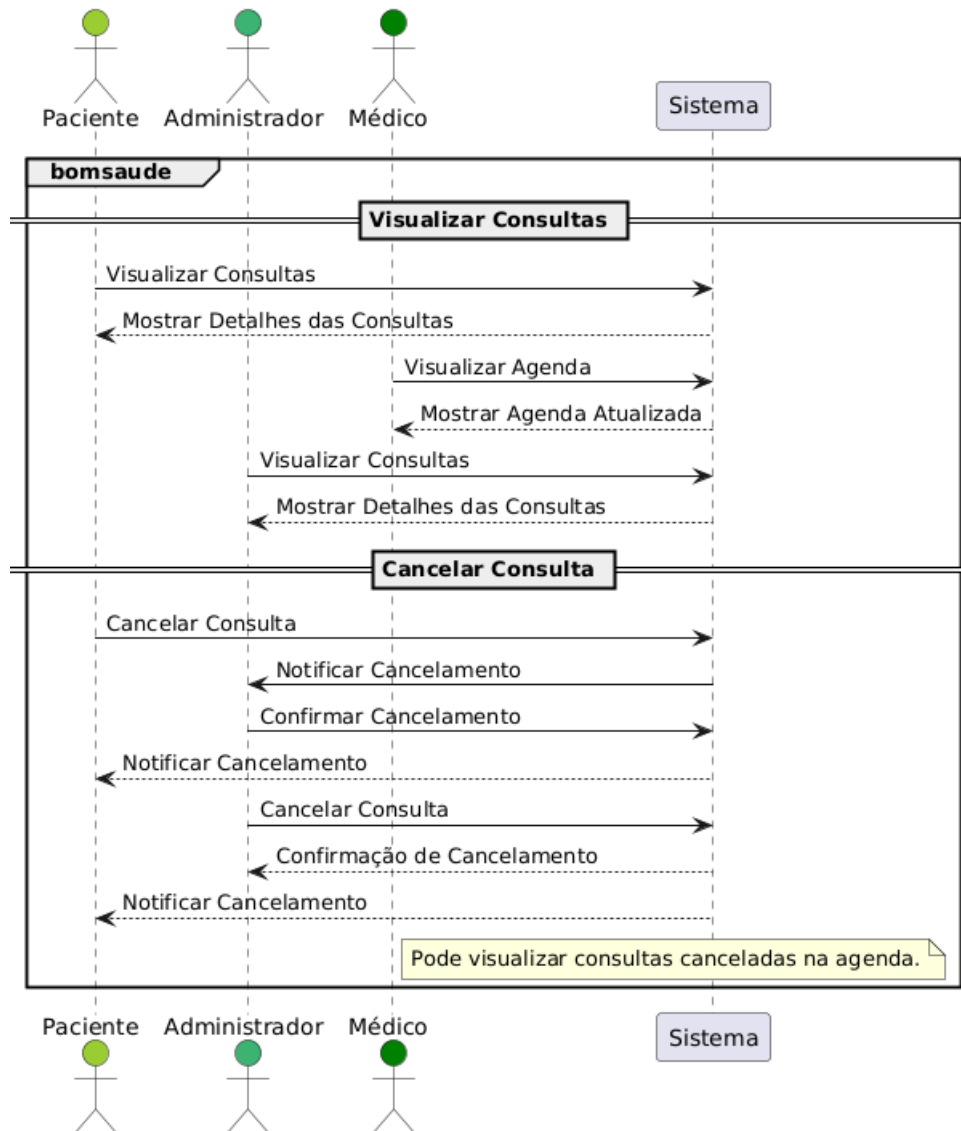 Paciente Administrador Médico
Sistema
bomsaude
Visualizar Consultas
Visualizar Consultas
Mostrar Detalhes das Consultas
Visualizar Agenda
Mostrar Agenda Atualizada
Visualizar Consultas
Mostrar Detalhes das Consultas
Cancelar Consulta
Cancelar Consulta
Notificar Cancelamento
Confirmar Cancelamento
Notificar Cancelamento
Cancelar Consulta
Confirmação de Cancelamento
Notificar Cancelamento
Pode visualizar consultas canceladas na agenda.
Paciente Administrador Médico
Sistema